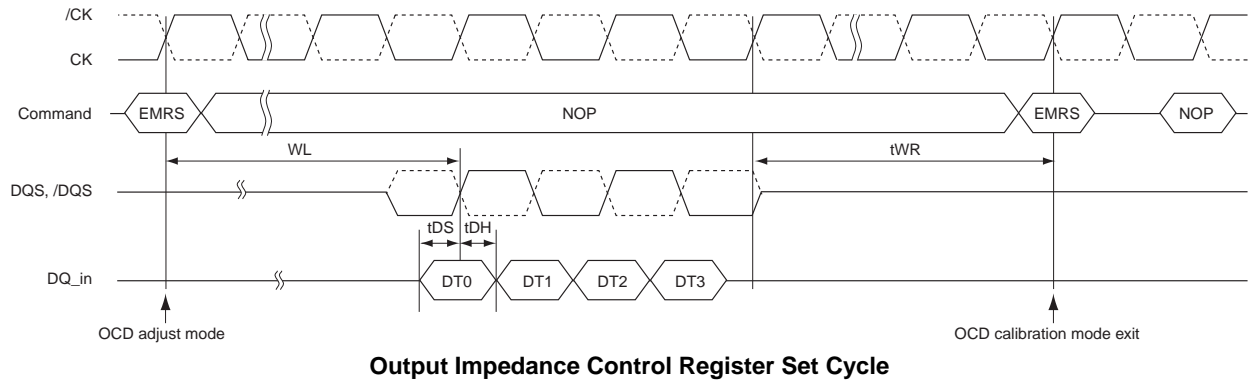 /CK
CK
Command EMRS NOP EMRS NOP
WL tWR
DQS, /DQS
tDS tDH
DQ_in DT0 DT1 DT2 DT3
OCD adjust mode OCD calibration mode exit
Output Impedance Control Register Set Cycle